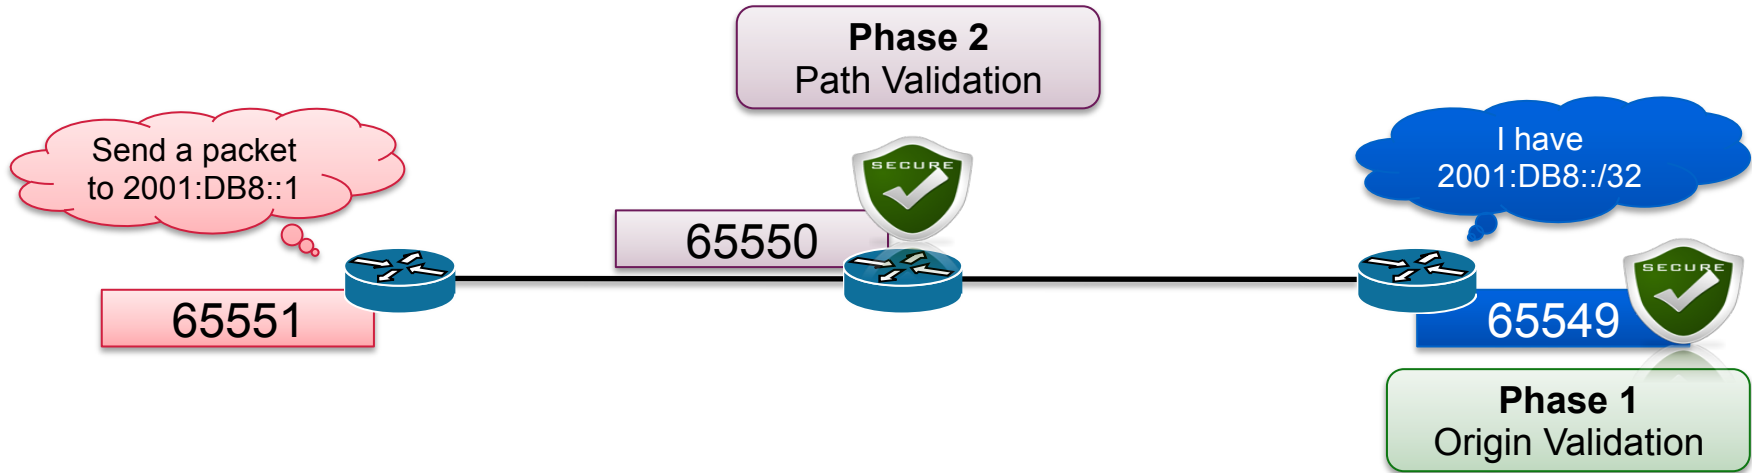 Phase 2
Path Validation
Send a packet
to 2001:DB8::1
I have
2001:DB8::/32
SECURE
65550
SECURE
65551
65549
Phase 1
Origin Validation